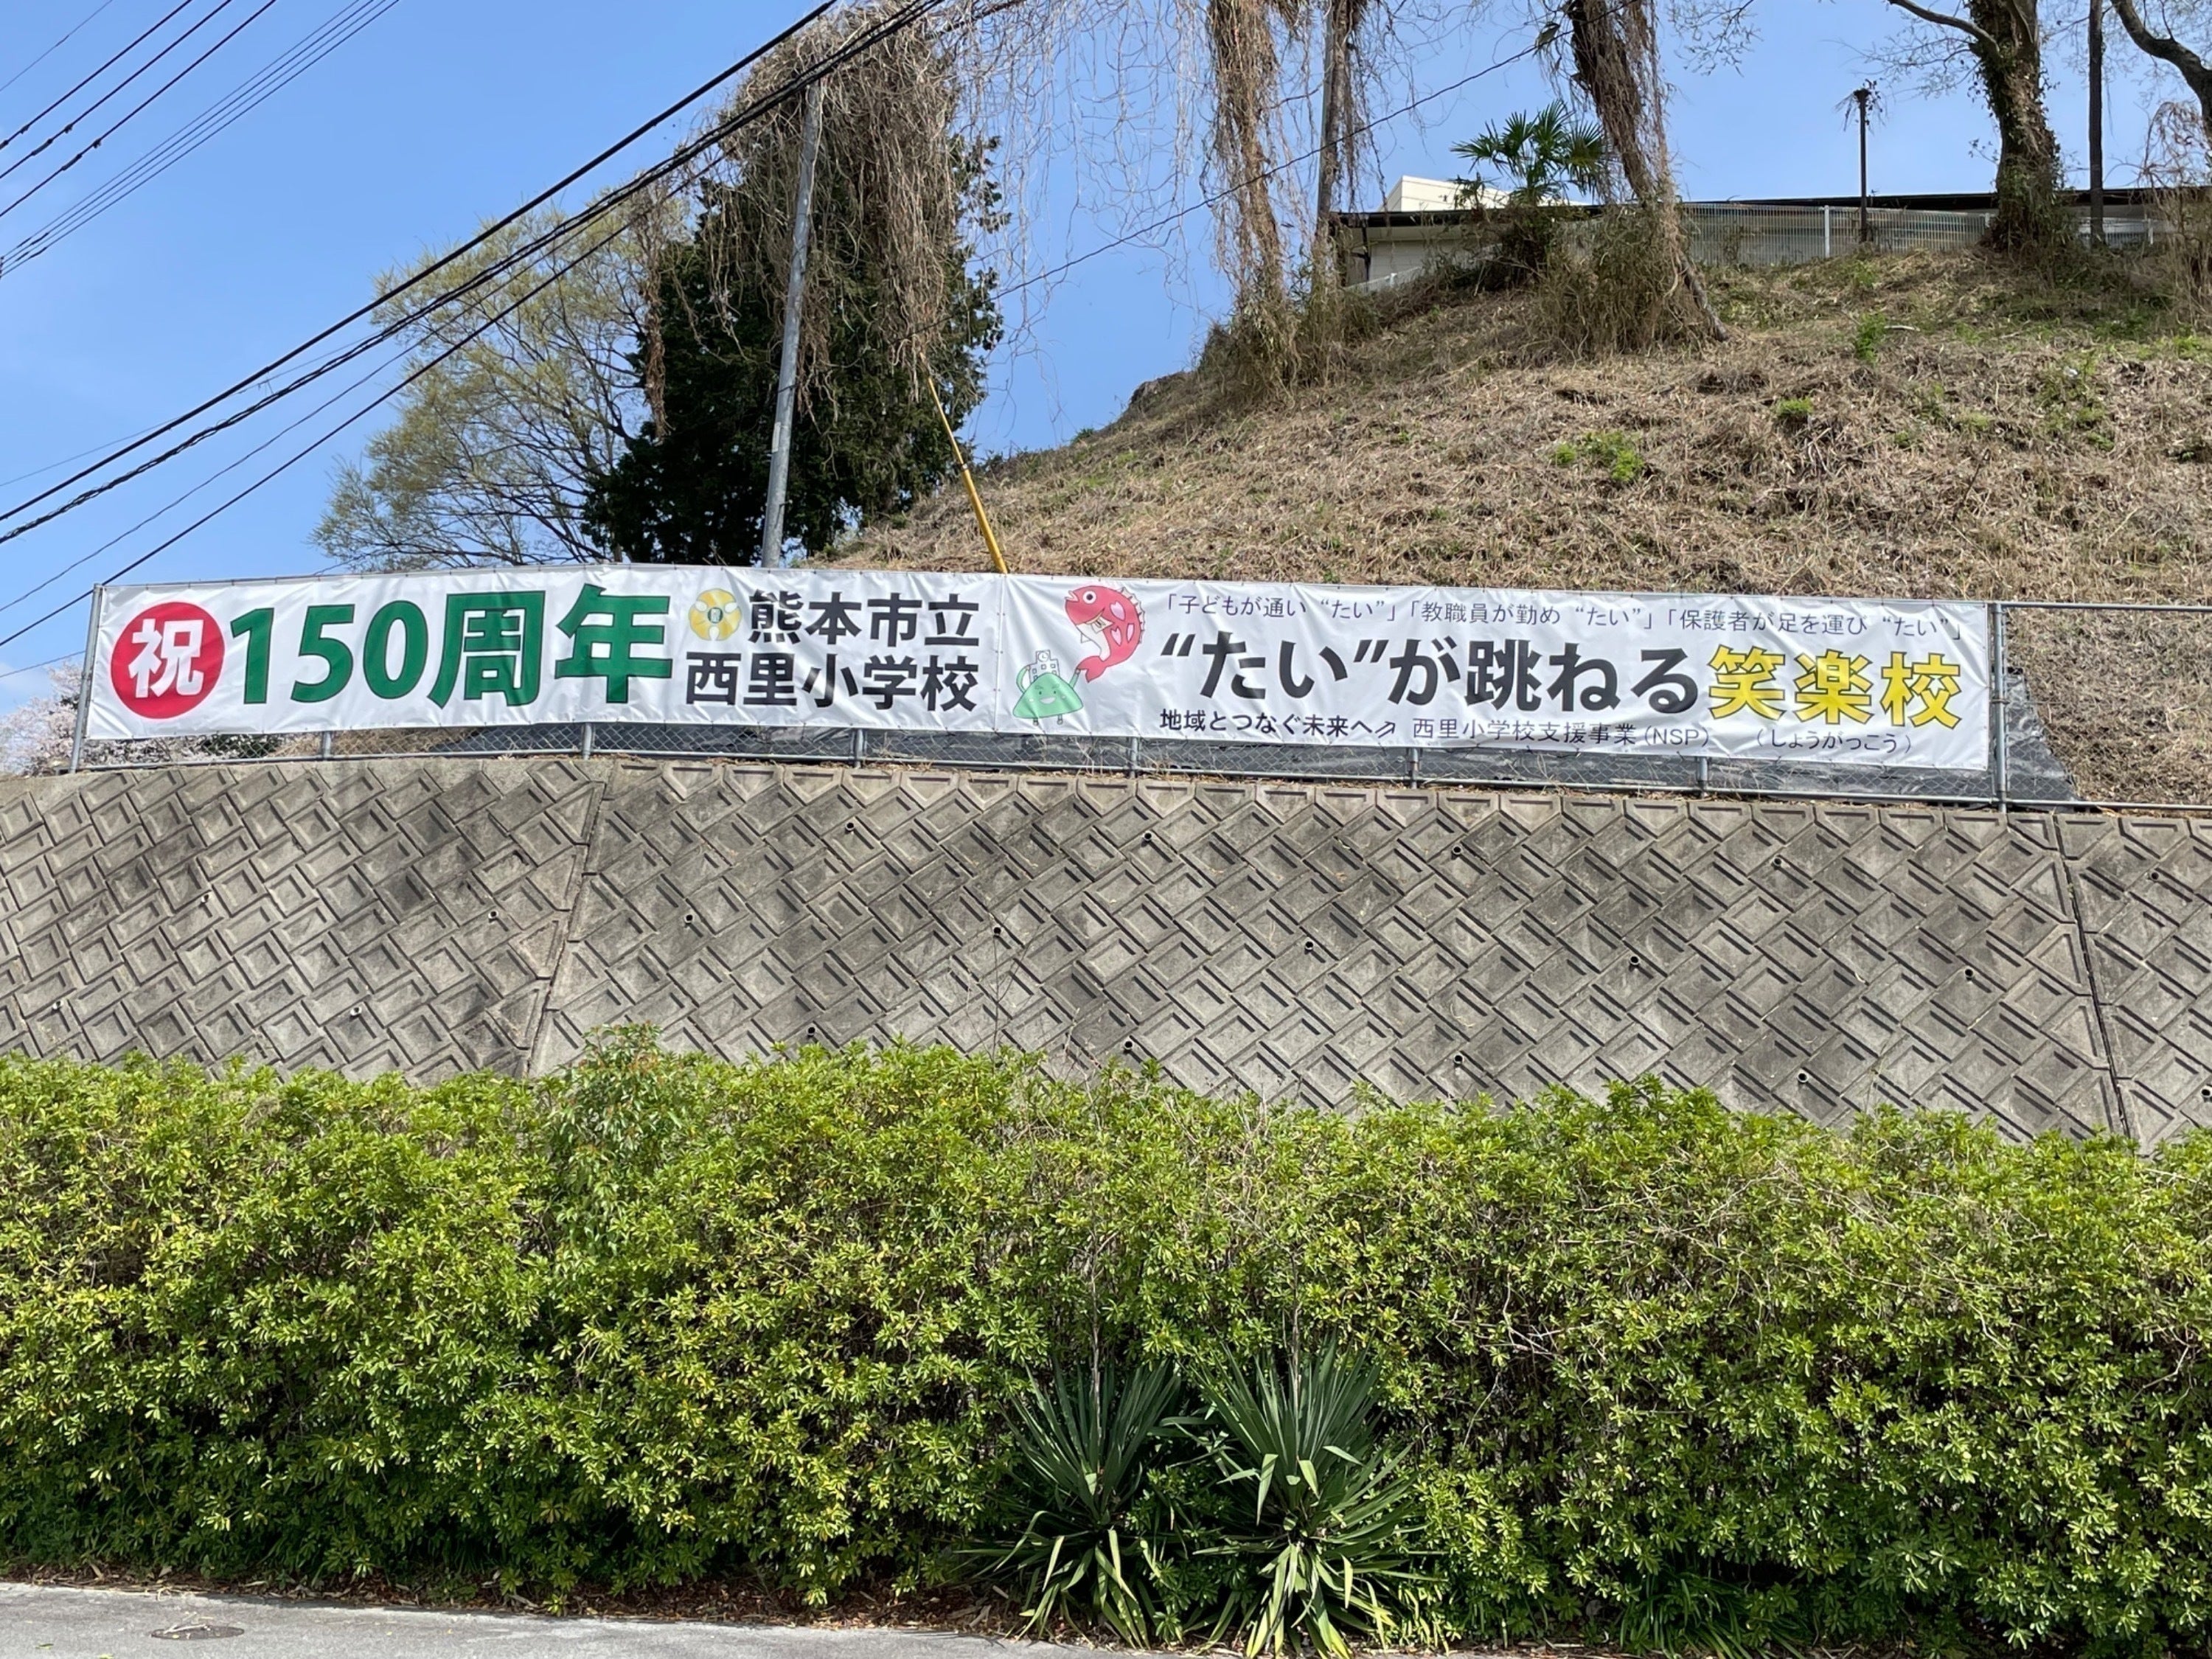 祝150周年
熊本市立
西里小学校
「子どもが通い“たい”」「教職員が勤め“たい”」「保護者が足を運び“たい”」
“たい”が跳ねる笑楽校
地域とつなぐ未来へ↗ 西里小学校支援事業(NSP) (しょうがっこう)